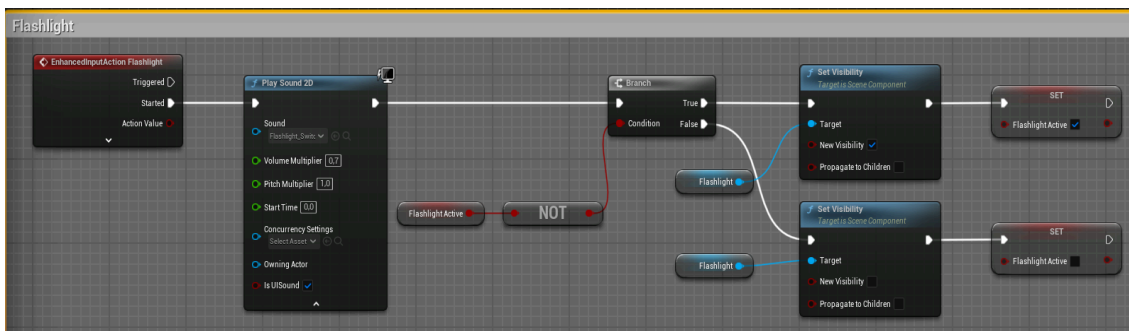 Flashlight
EnhancedInputAction Flashlight
Triggered
Started
Action Value
Play Sound 2D
Sound
Flashlight_Switc
Volume Multiplier 0,7
Pitch Multiplier 1,0
Start Time 0,0
Concurrency Settings
Select Asset
Owning Actor
Is UISound
Flashlight Active
NOT
Branch
True
Condition
False
Flashlight
Flashlight
Set Visibility
Target is Scene Component
Target
New Visibility
Propagate to Children
Set Visibility
Target is Scene Component
Target
New Visibility
Propagate to Children
SET
Flashlight Active
SET
Flashlight Active